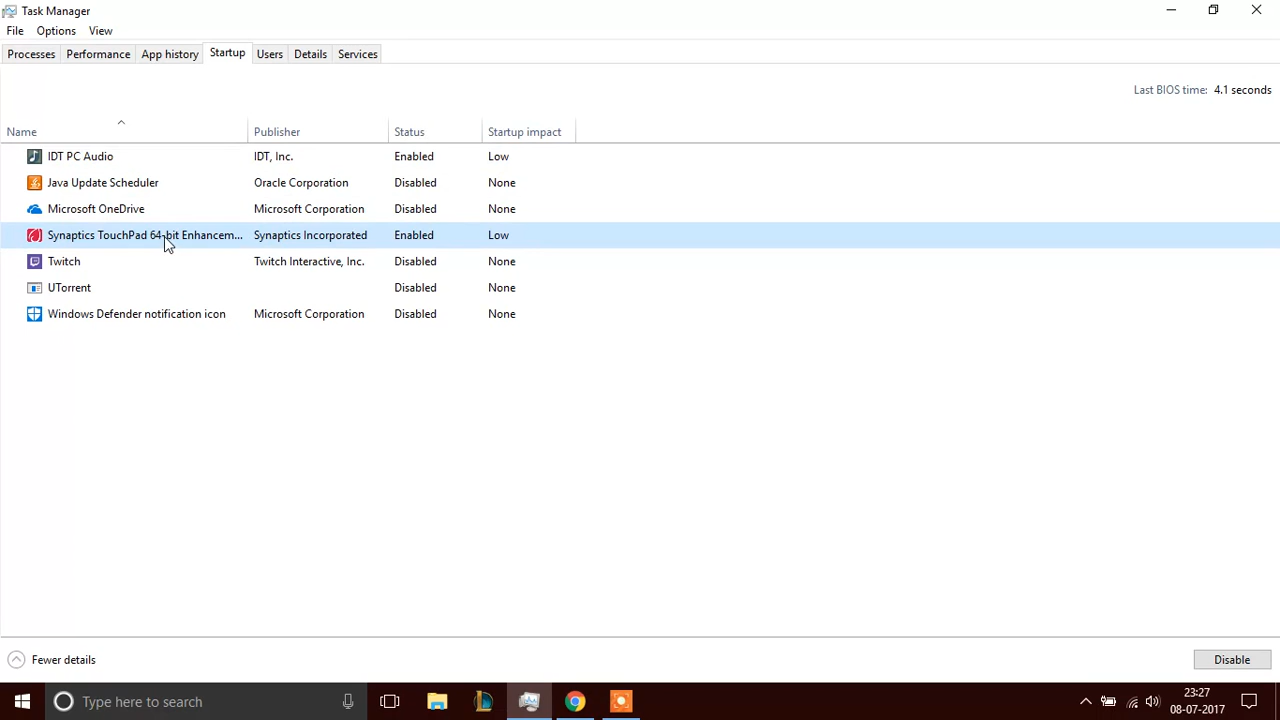 Task Manager
File Options View
Processes Performance App history Startup Users Details Services
Last BIOS time: 4.1 seconds
Name Publisher Status Startup impact
IDT PC Audio IDT, Inc. Enabled Low
Java Update Scheduler Oracle Corporation Disabled None
Microsoft OneDrive Microsoft Corporation Disabled None
Synaptics TouchPad 64-bit Enhancem... Synaptics Incorporated Enabled Low
Twitch Twitch Interactive, Inc. Disabled None
UTorrent Disabled None
Windows Defender notification icon Microsoft Corporation Disabled None
Fewer details Disable
Type here to search
23:27
08-07-2017